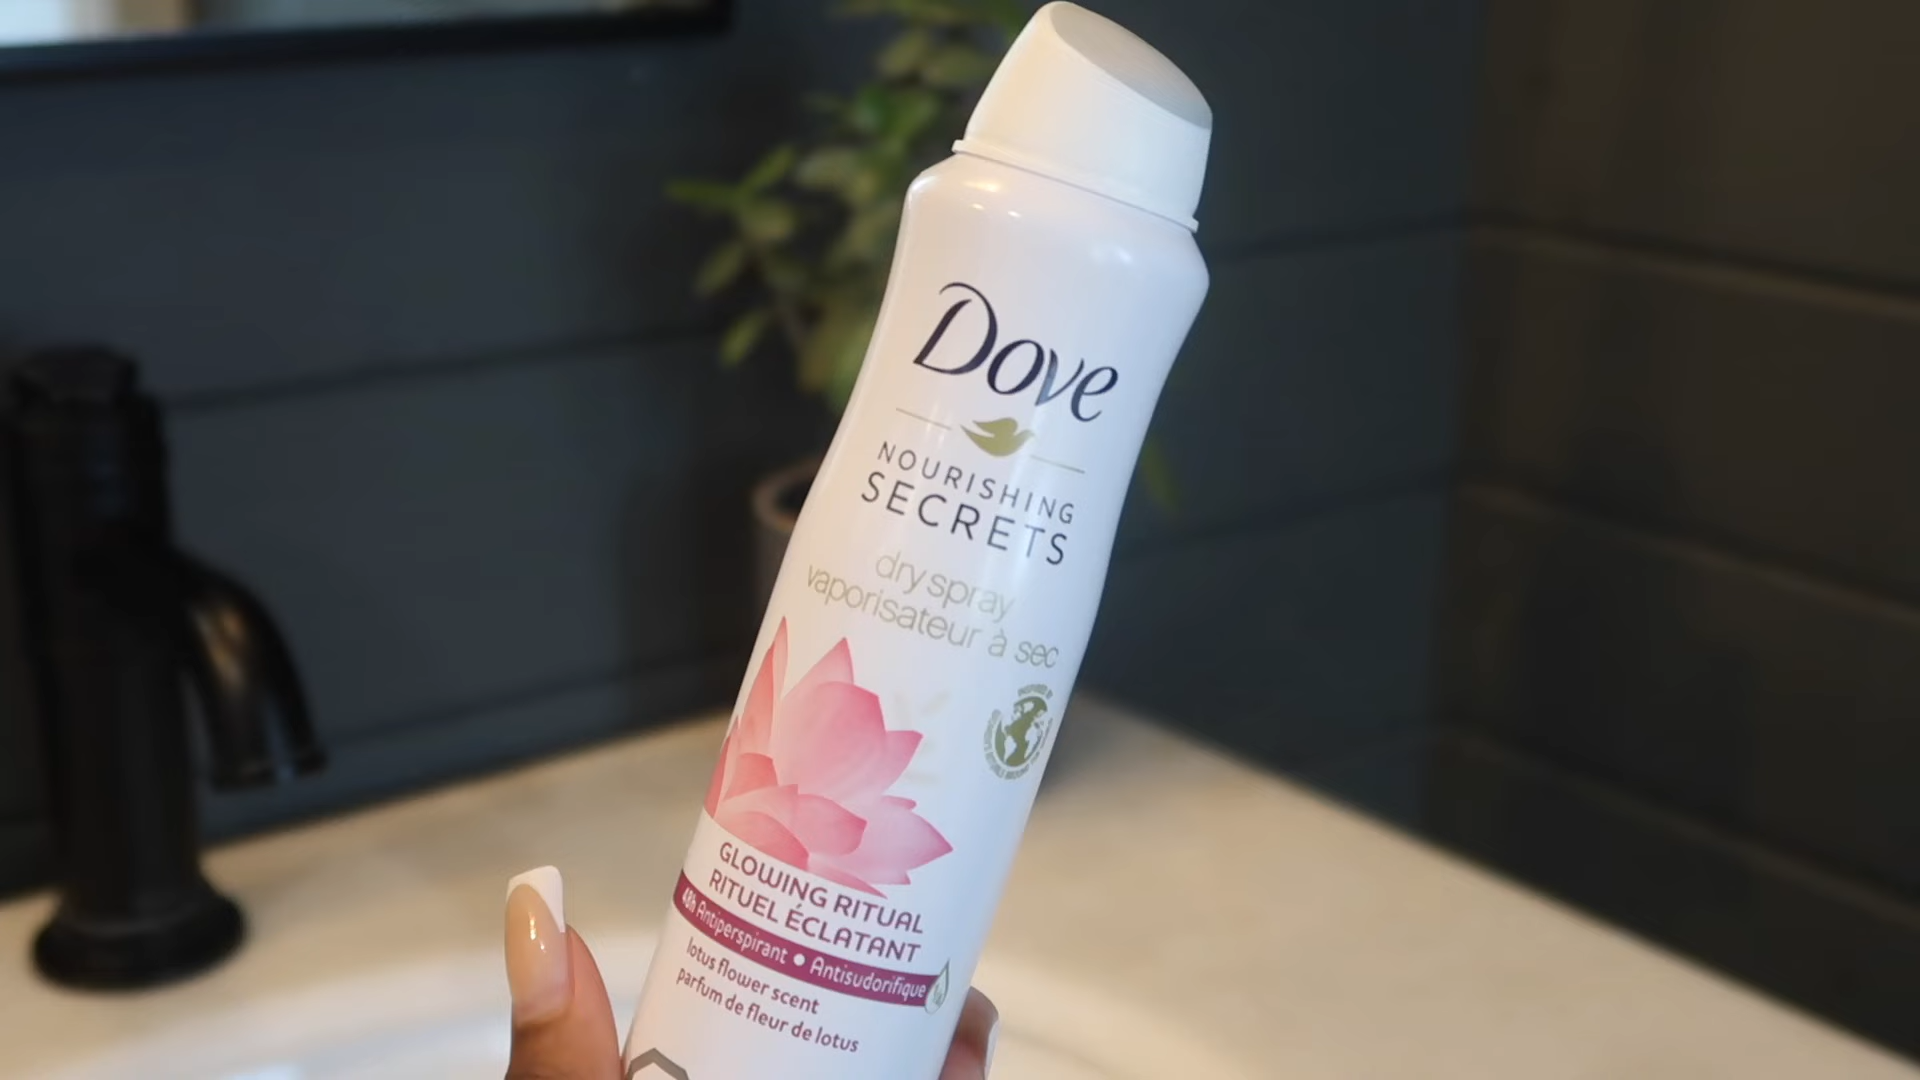 Dove
NOURISHING
SECRETS
dry spray
vaporisateur à sec
GLOWING RITUAL
RITUEL ÉCLATANT
48h Antiperspirant • Antisudorifique
lotus flower scent
parfum de fleur de lotus